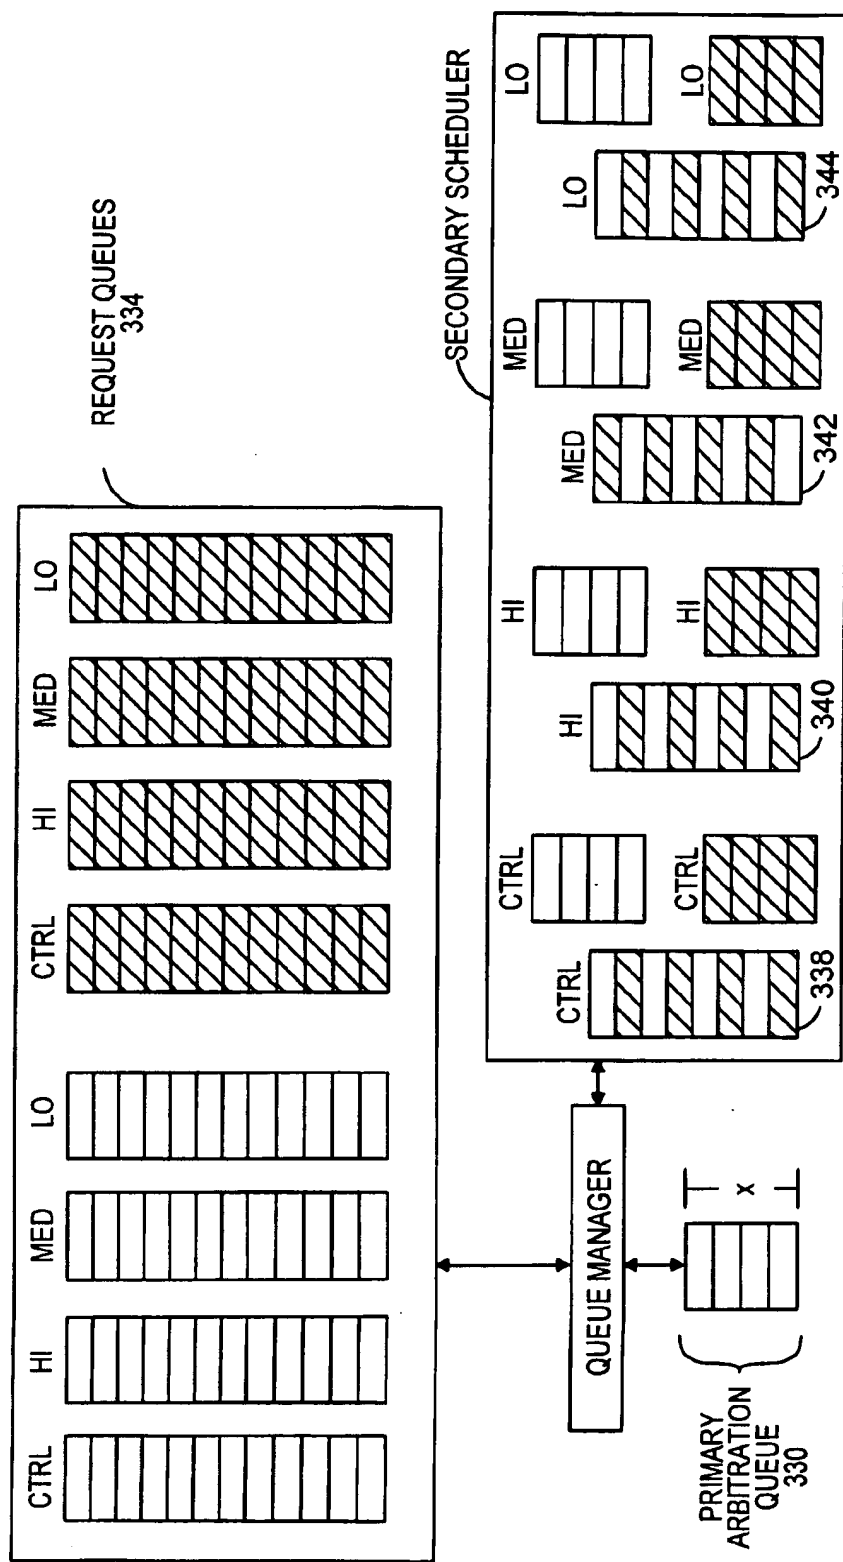 REQUEST QUEUES
334
CTRL
HI
MED
LO
CTRL
HI
MED
LO
SECONDARY SCHEDULER
CTRL
CTRL
CTRL
338
HI
HI
HI
340
MED
MED
MED
342
LO
LO
LO
344
QUEUE MANAGER
X
PRIMARY
ARBITRATION
QUEUE
330